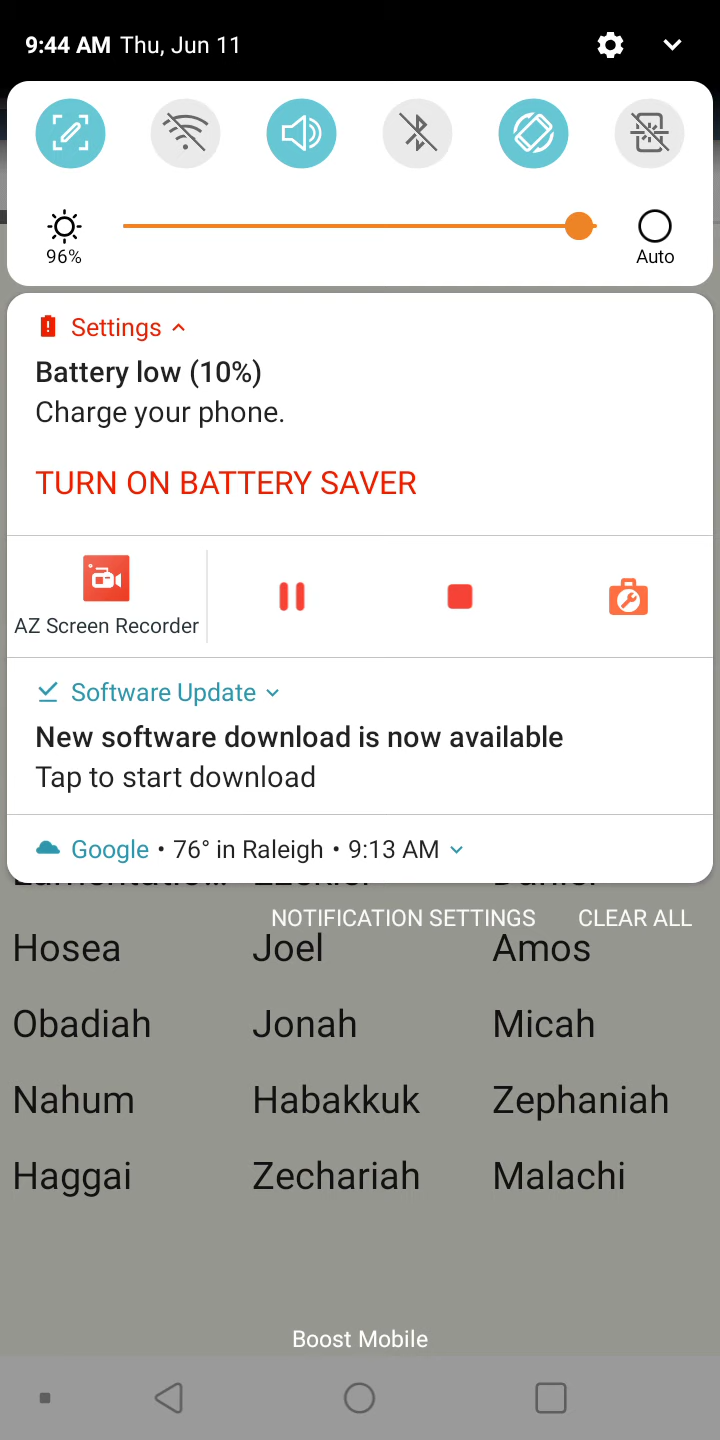 9:44 AM Thu, Jun 11
96%
Auto
Settings
Battery low (10%)
Charge your phone.
TURN ON BATTERY SAVER
AZ Screen Recorder
Software Update
New software download is now available
Tap to start download
Google • 76° in Raleigh • 9:13 AM
NOTIFICATION SETTINGS CLEAR ALL
Hosea Joel Amos
Obadiah Jonah Micah
Nahum Habakkuk Zephaniah
Haggai Zechariah Malachi
Boost Mobile